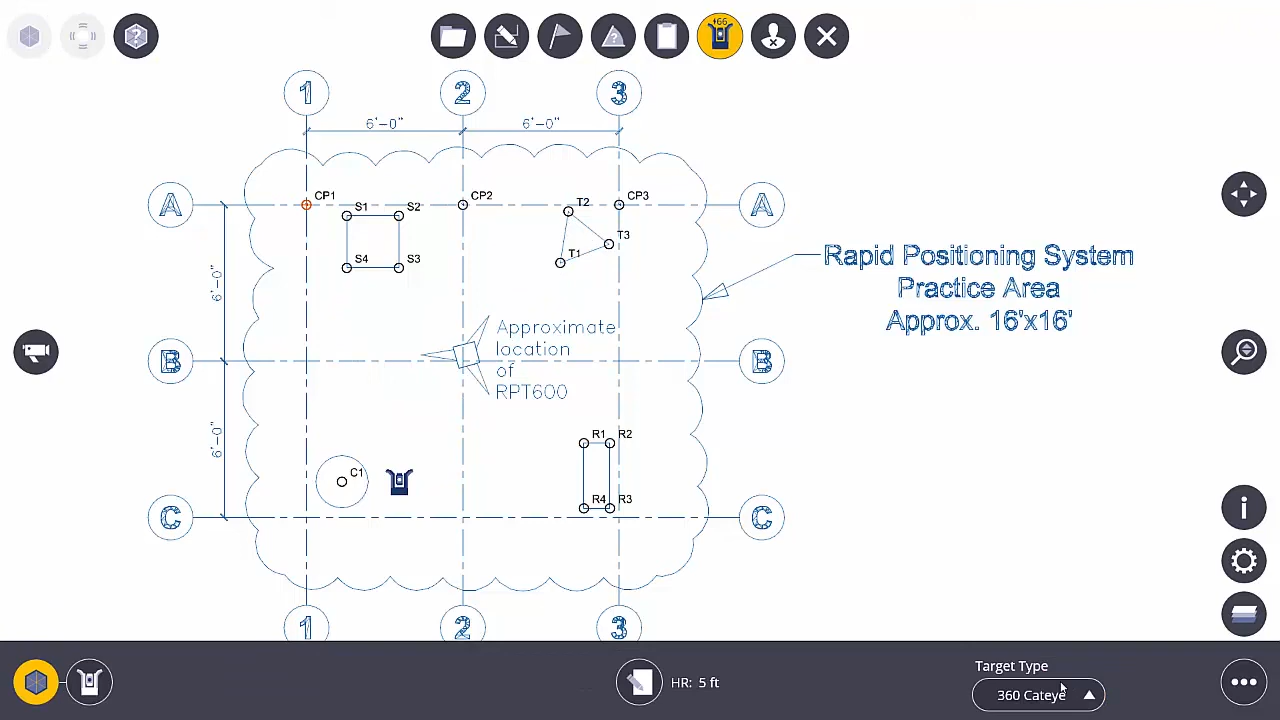 +66
1 2 3
6'-0" 6'-0"
A CP1 CP2 CP3 A
S1 S2 T2
T3
S4 S3 T1
6'-0"
Rapid Positioning System
Practice Area
Approx. 16'x16'
Approximate
location
of
RPT600
B B
6'-0"
R1 R2
C1
R4 R3
C C
1 2 3
Target Type
HR: 5 ft
360 Cateye